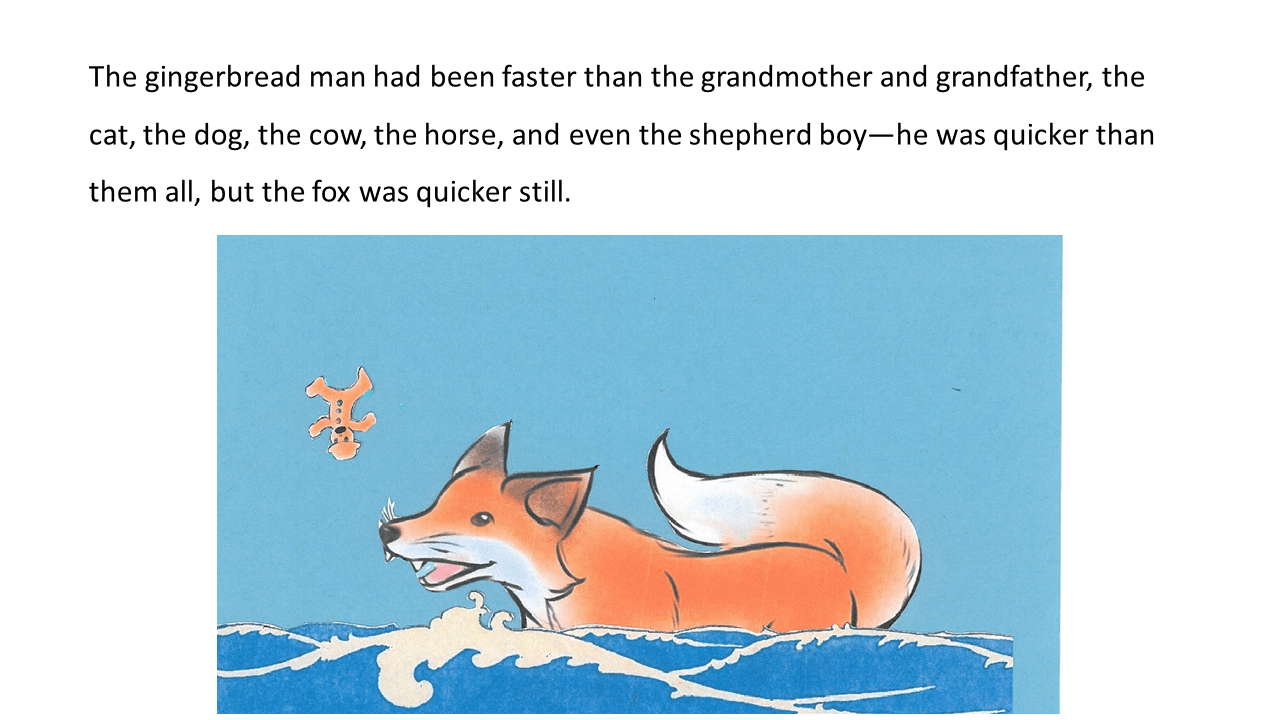 The gingerbread man had been faster than the grandmother and grandfather, the
cat, the dog, the cow, the horse, and even the shepherd boy—he was quicker than
them all, but the fox was quicker still.